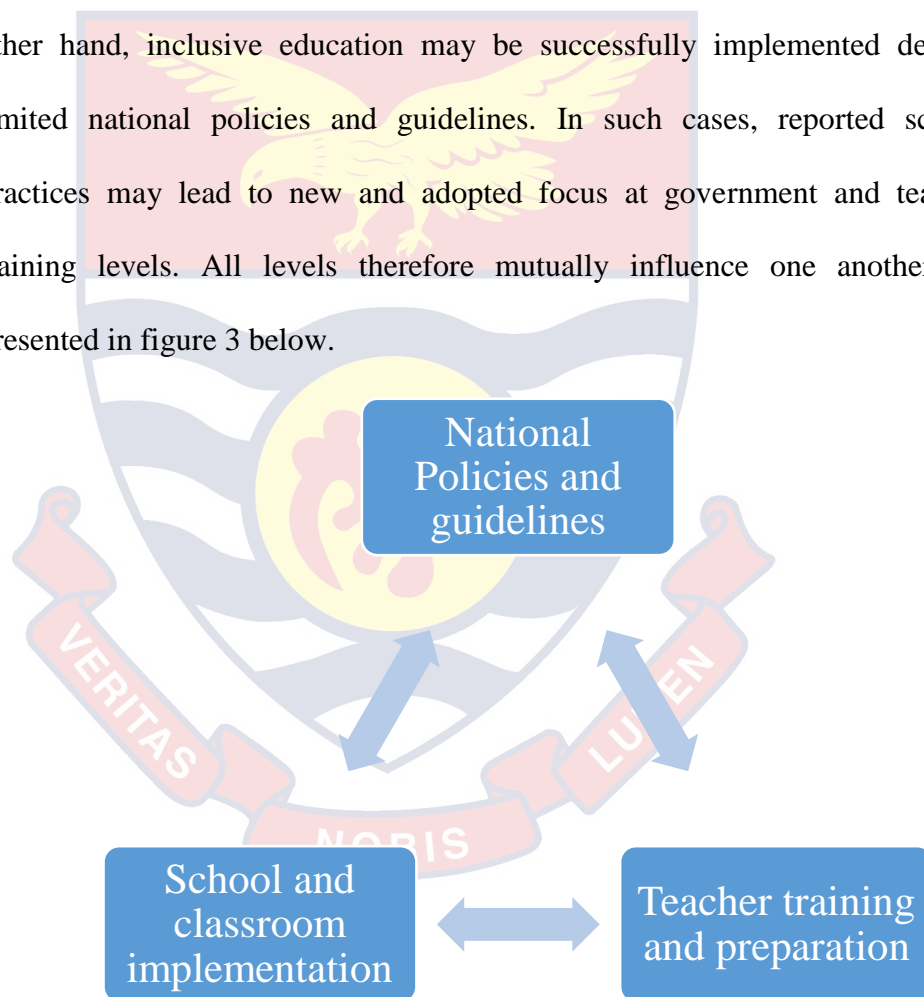 ther hand, inclusive education may be successfully implemented de
mited national policies and guidelines. In such cases, reported sc
ractices may lead to new and adopted focus at government and tea
aining levels. All levels therefore mutually influence one another
resented in figure 3 below.
National
Policies and
guidelines
VERITAS
NOBIS
LUMEN
School and
classroom
implementation
Teacher training
and preparation